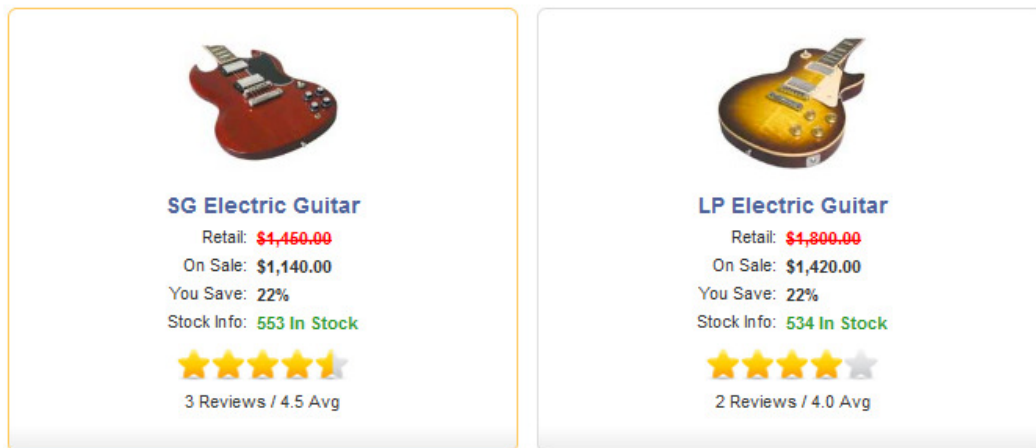 SG Electric Guitar
Retail: $1,450.00
On Sale: $1,140.00
You Save: 22%
Stock Info: 553 In Stock
3 Reviews / 4.5 Avg
LP Electric Guitar
Retail: $1,800.00
On Sale: $1,420.00
You Save: 22%
Stock Info: 534 In Stock
2 Reviews / 4.0 Avg